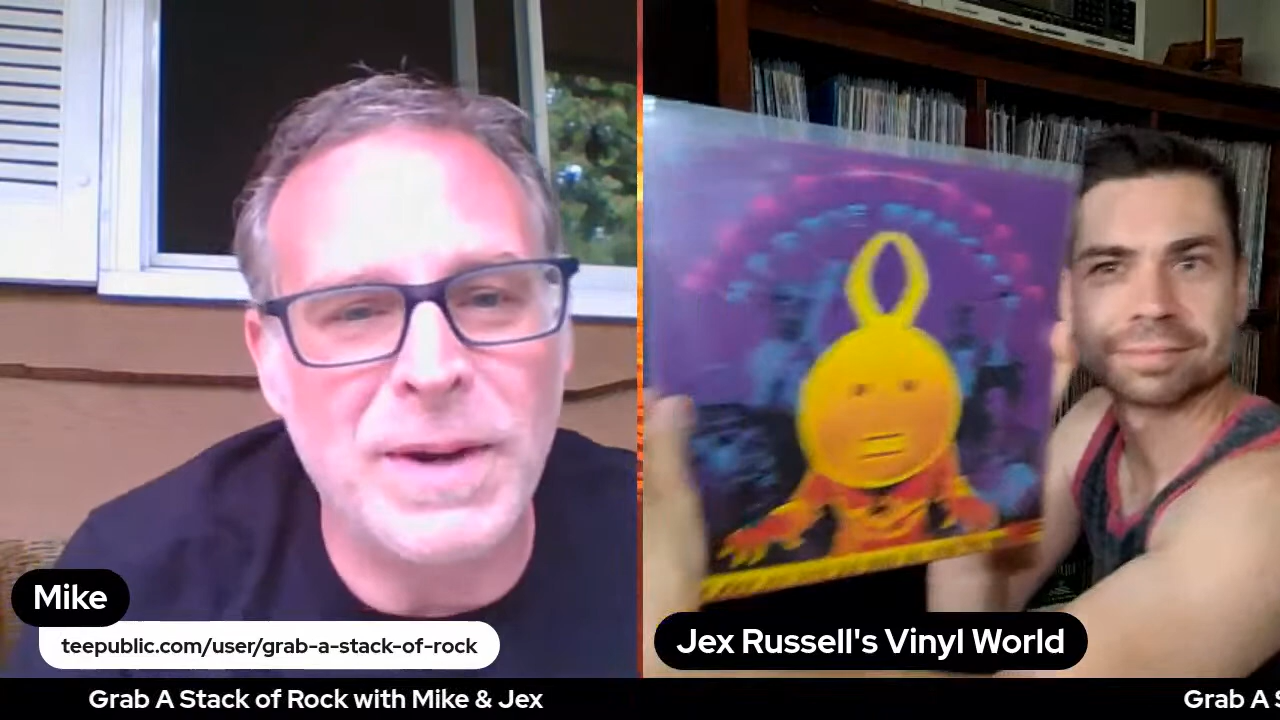 Mike
teepublic.com/user/grab-a-stack-of-rock
Jex Russell's Vinyl World
Grab A Stack of Rock with Mike & Jex
Grab A S